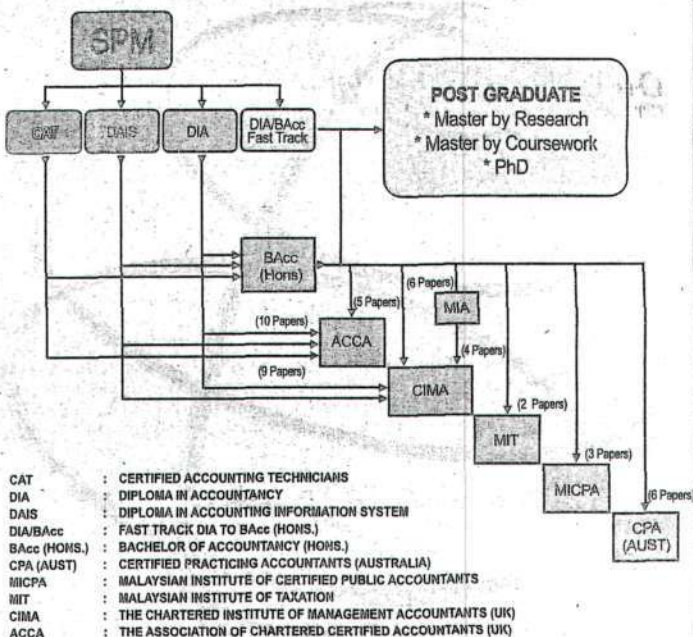 SPM
CAT
DAIS
DIA
DIA/BAcc
Fast Track
POST GRADUATE
* Master by Research
* Master by Coursework
* PhD
BAcc
(Hons)
(5 Papers)
(6 Papers)
MIA
(10 Papers)
ACCA
(4 Papers)
(9 Papers)
CIMA
(2 Papers)
MIT
(3 Papers)
MICPA
(6 Papers)
CPA
(AUST)
CAT : CERTIFIED ACCOUNTING TECHNICIANS
DIA : DIPLOMA IN ACCOUNTANCY
DAIS : DIPLOMA IN ACCOUNTING INFORMATION SYSTEM
DIA/BAcc : FAST TRACK DIA TO BAcc (HONS.)
BAcc (HONS.) : BACHELOR OF ACCOUNTANCY (HONS.)
CPA (AUST) : CERTIFIED PRACTICING ACCOUNTANTS (AUSTRALIA)
MICPA : MALAYSIAN INSTITUTE OF CERTIFIED PUBLIC ACCOUNTANTS
MIT : MALAYSIAN INSTITUTE OF TAXATION
CIMA : THE CHARTERED INSTITUTE OF MANAGEMENT ACCOUNTANTS (UK)
ACCA : THE ASSOCIATION OF CHARTERED CERTIFIED ACCOUNTANTS (UK)